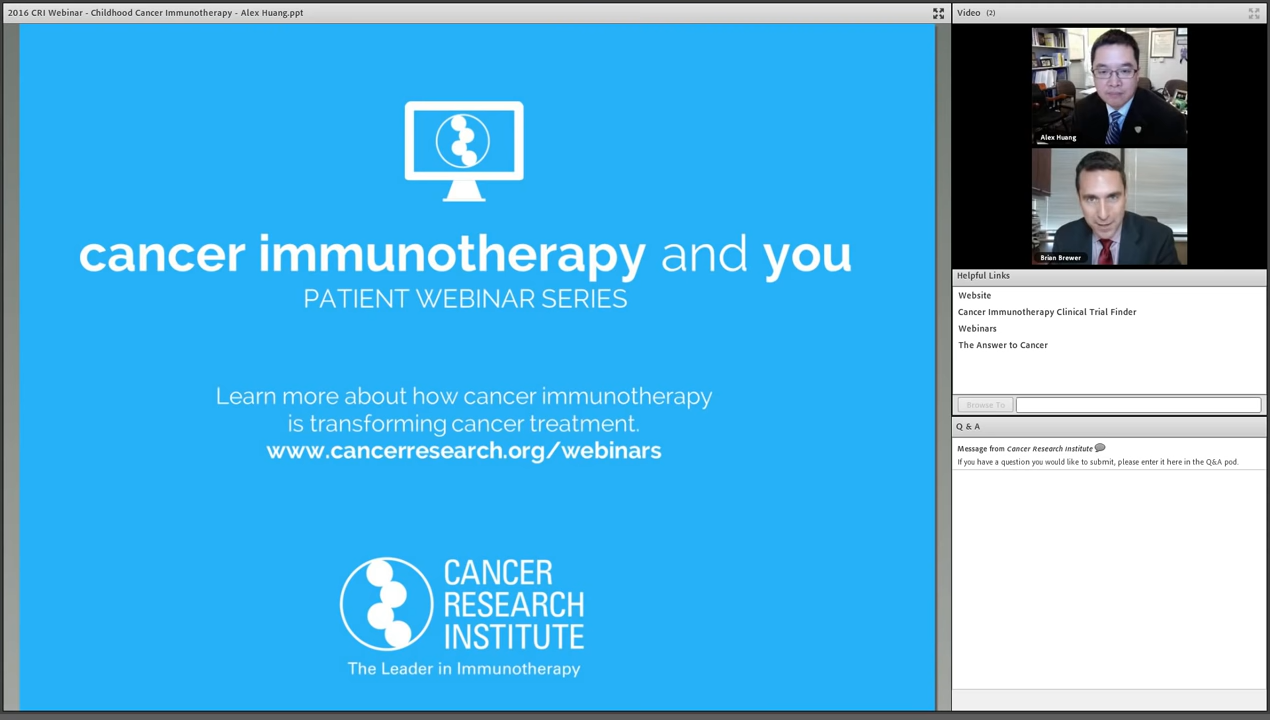 2016 CRI Webinar - Childhood Cancer Immunotherapy - Alex Huang.ppt
cancer immunotherapy and you
PATIENT WEBINAR SERIES
Learn more about how cancer immunotherapy
is transforming cancer treatment.
www.cancerresearch.org/webinars
CANCER
RESEARCH
INSTITUTE
The Leader in Immunotherapy
Video (2)
Alex Huang
Brian Brewer
Helpful Links
Website
Cancer Immunotherapy Clinical Trial Finder
Webinars
The Answer to Cancer
Browse To
Q & A
Message from Cancer Research Institute
If you have a question you would like to submit, please enter it here in the Q&A pod.